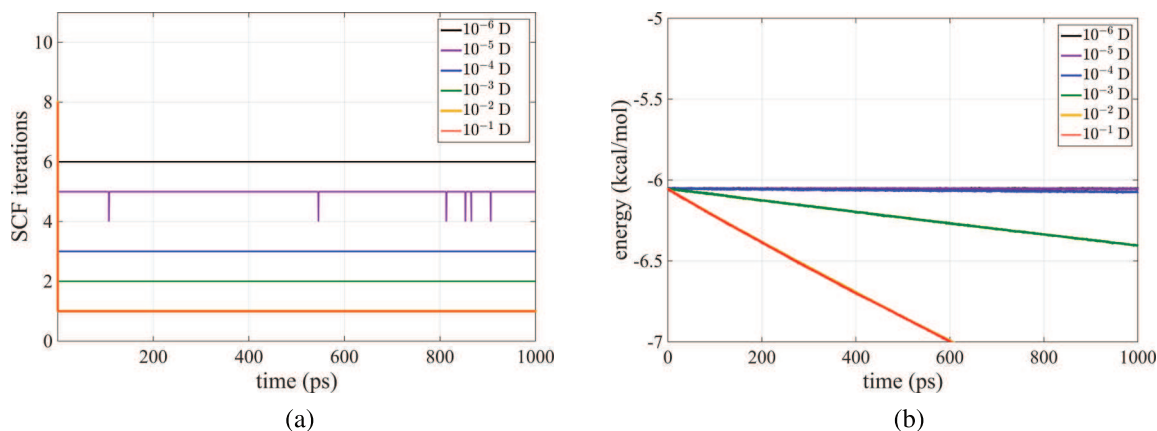 10
8
6
4
2
0
SCF iterations
200
400
600
800
1000
time (ps)
10⁻⁶ D
10⁻⁵ D
10⁻⁴ D
10⁻³ D
10⁻² D
10⁻¹ D
(a)
-5
-5.5
-6
-6.5
-7
energy (kcal/mol)
0
200
400
600
800
1000
time (ps)
10⁻⁶ D
10⁻⁵ D
10⁻⁴ D
10⁻³ D
10⁻² D
10⁻¹ D
(b)